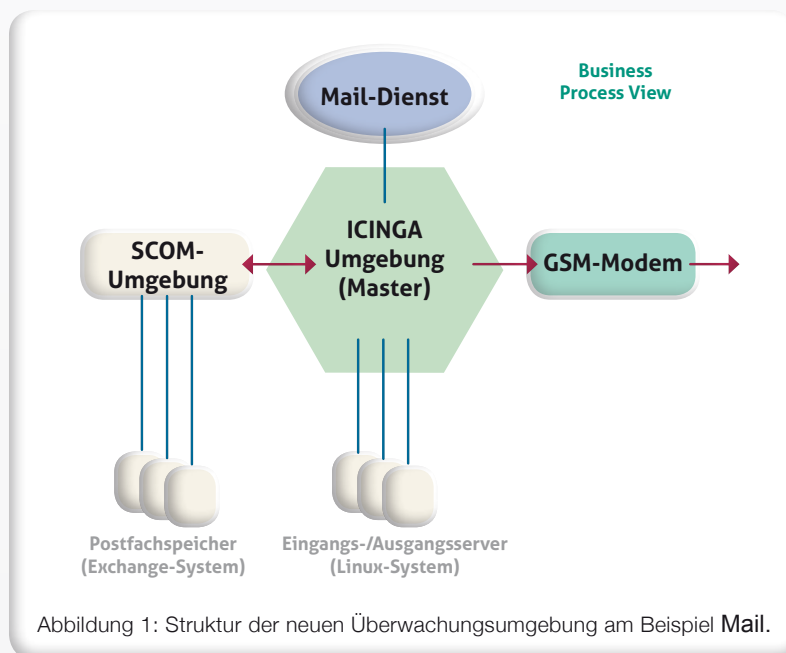 Mail-Dienst
Business
Process View
SCOM-
Umgebung
ICINGA
Umgebung
(Master)
GSM-Modem
Postfachspeicher
(Exchange-System)
Eingangs-/Ausgangsserver
(Linux-System)
Abbildung 1: Struktur der neuen Überwachungsumgebung am Beispiel Mail.